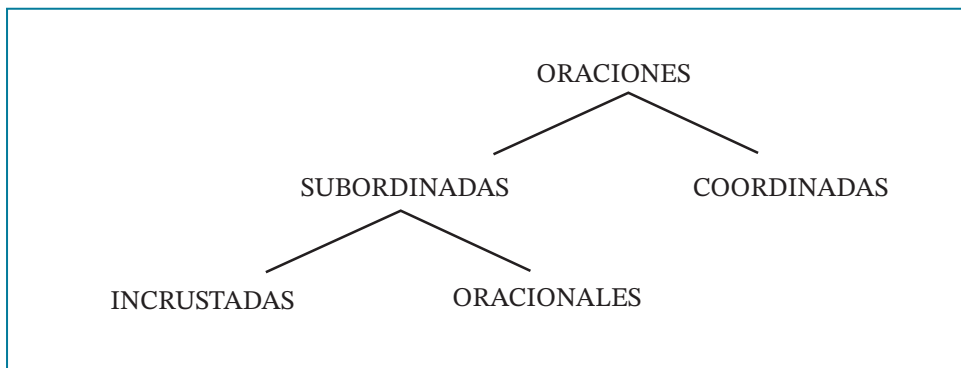 ORACIONES
SUBORDINADAS COORDINADAS
INCRUSTADAS ORACIONALES